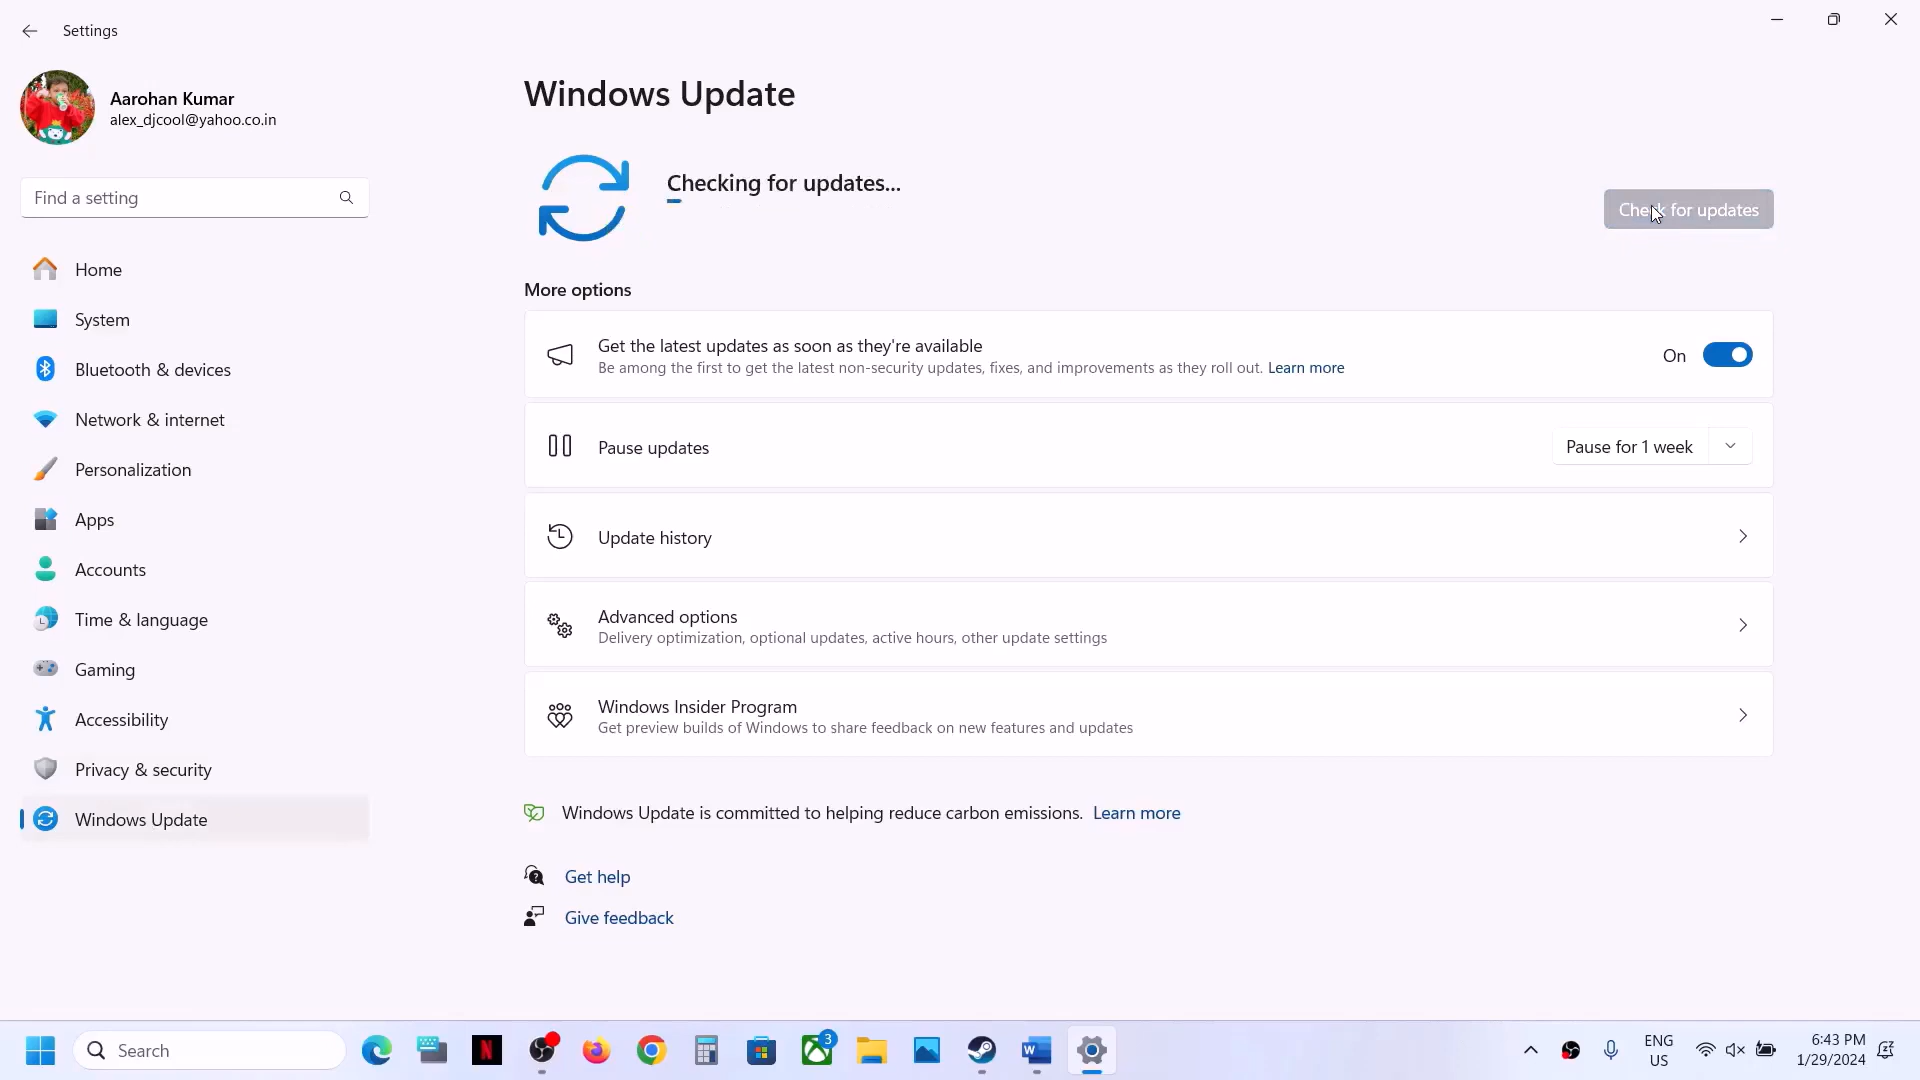 Settings
Aarohan Kumar
alex_djcool@yahoo.co.in
Find a setting
Home
System
Bluetooth & devices
Network & internet
Personalization
Apps
Accounts
Time & language
Gaming
Accessibility
Privacy & security
Windows Update
Windows Update
Checking for updates...
Check for updates
More options
Get the latest updates as soon as they're available
Be among the first to get the latest non-security updates, fixes, and improvements as they roll out. Learn more
On
Pause updates
Pause for 1 week
Update history
Advanced options
Delivery optimization, optional updates, active hours, other update settings
Windows Insider Program
Get preview builds of Windows to share feedback on new features and updates
Windows Update is committed to helping reduce carbon emissions. Learn more
Get help
Give feedback
Search
N
3
W
ENG
US
6:43 PM
1/29/2024